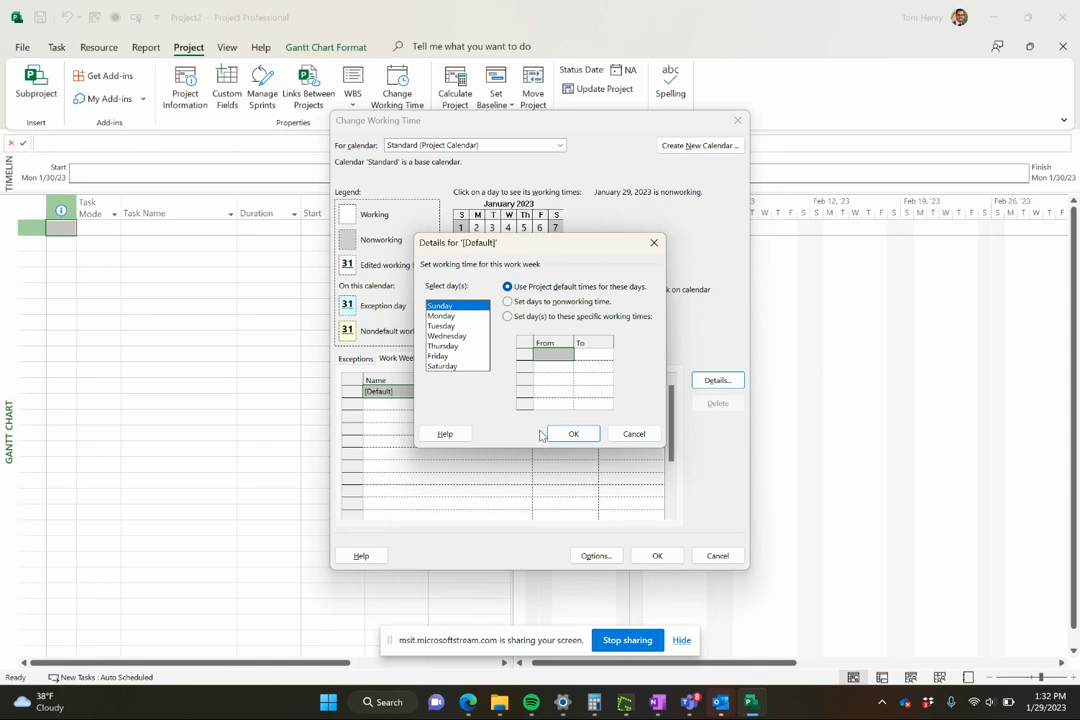 Project2 - Project Professional
Tom Henry
File Task Resource Report Project View Help Gantt Chart Format Tell me what you want to do
Subproject
Insert
Get Add-ins
My Add-ins
Add-ins
Project Information
Custom Fields
Manage Sprints
Links Between Projects
WBS
Change Working Time
Properties
Calculate Project
Set Baseline
Move Project
Status Date: NA
Update Project
abc
Spelling
TIMELIN
Start
Mon 1/30/23
Finish
Mon 1/30/23
Task Mode
Task Name
Duration
Start
Feb 12, '23 Feb 19, '23 Feb 26, '23
GANTT CHART
Change Working Time
For calendar: Standard (Project Calendar)
Create New Calendar ...
Calendar 'Standard' is a base calendar.
Legend:
Working
Nonworking
31 Edited working
On this calendar:
31 Exception day
31 Nondefault work
Click on a day to see its working times:
January 29, 2023 is nonworking.
January 2023
S M T W Th F S
1 2 3 4 5 6 7
Exceptions
Name
[Default]
Details...
Delete
Help
Options...
OK
Cancel
Details for '[Default]'
Set working time for this work week
Select day(s):
Sunday
Monday
Tuesday
Wednesday
Thursday
Friday
Saturday
Use Project default times for these days.
Set days to nonworking time.
Set day(s) to these specific working times:
From To
Help
OK
Cancel
msit.microsoftstream.com is sharing your screen.
Stop sharing
Hide
Ready
New Tasks : Auto Scheduled
38°F
Cloudy
Search
1:32 PM
1/29/2023